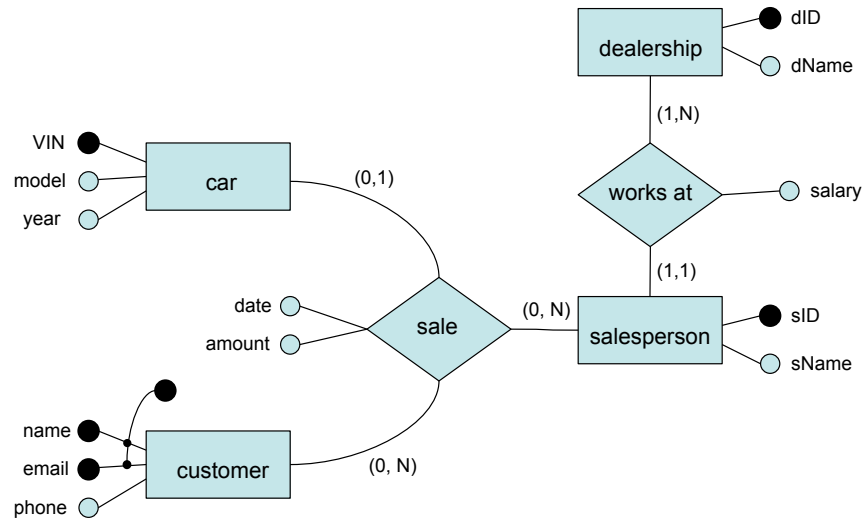 dID
dealership
dName
(1,N)
VIN
car
(0,1)
model
works at
salary
year
(1,1)
date
(0, N)
sale
sID
amount
salesperson
sName
name
email
customer
(0, N)
phone